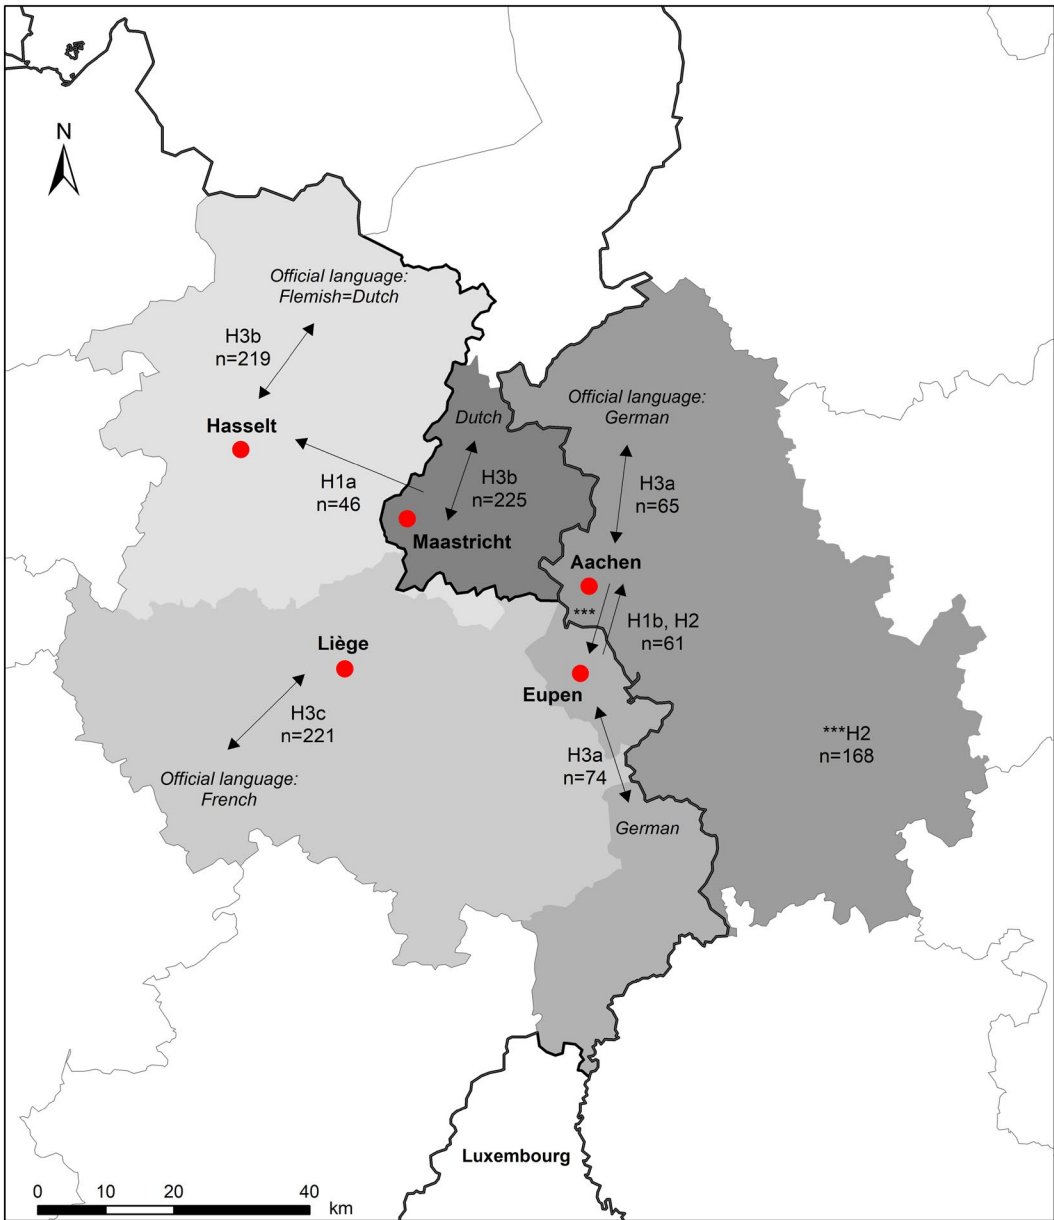 N
Official language:
Flemish=Dutch
H3b
n=219
Hasselt
H1a
n=46
Dutch
H3b
n=225
Maastricht
Official language:
German
H3a
n=65
Aachen
***
H1b, H2
n=61
Liège
Eupen
H3c
n=221
Official language:
French
H3a
n=74
German
***H2
n=168
Luxembourg
0 10 20 40
km